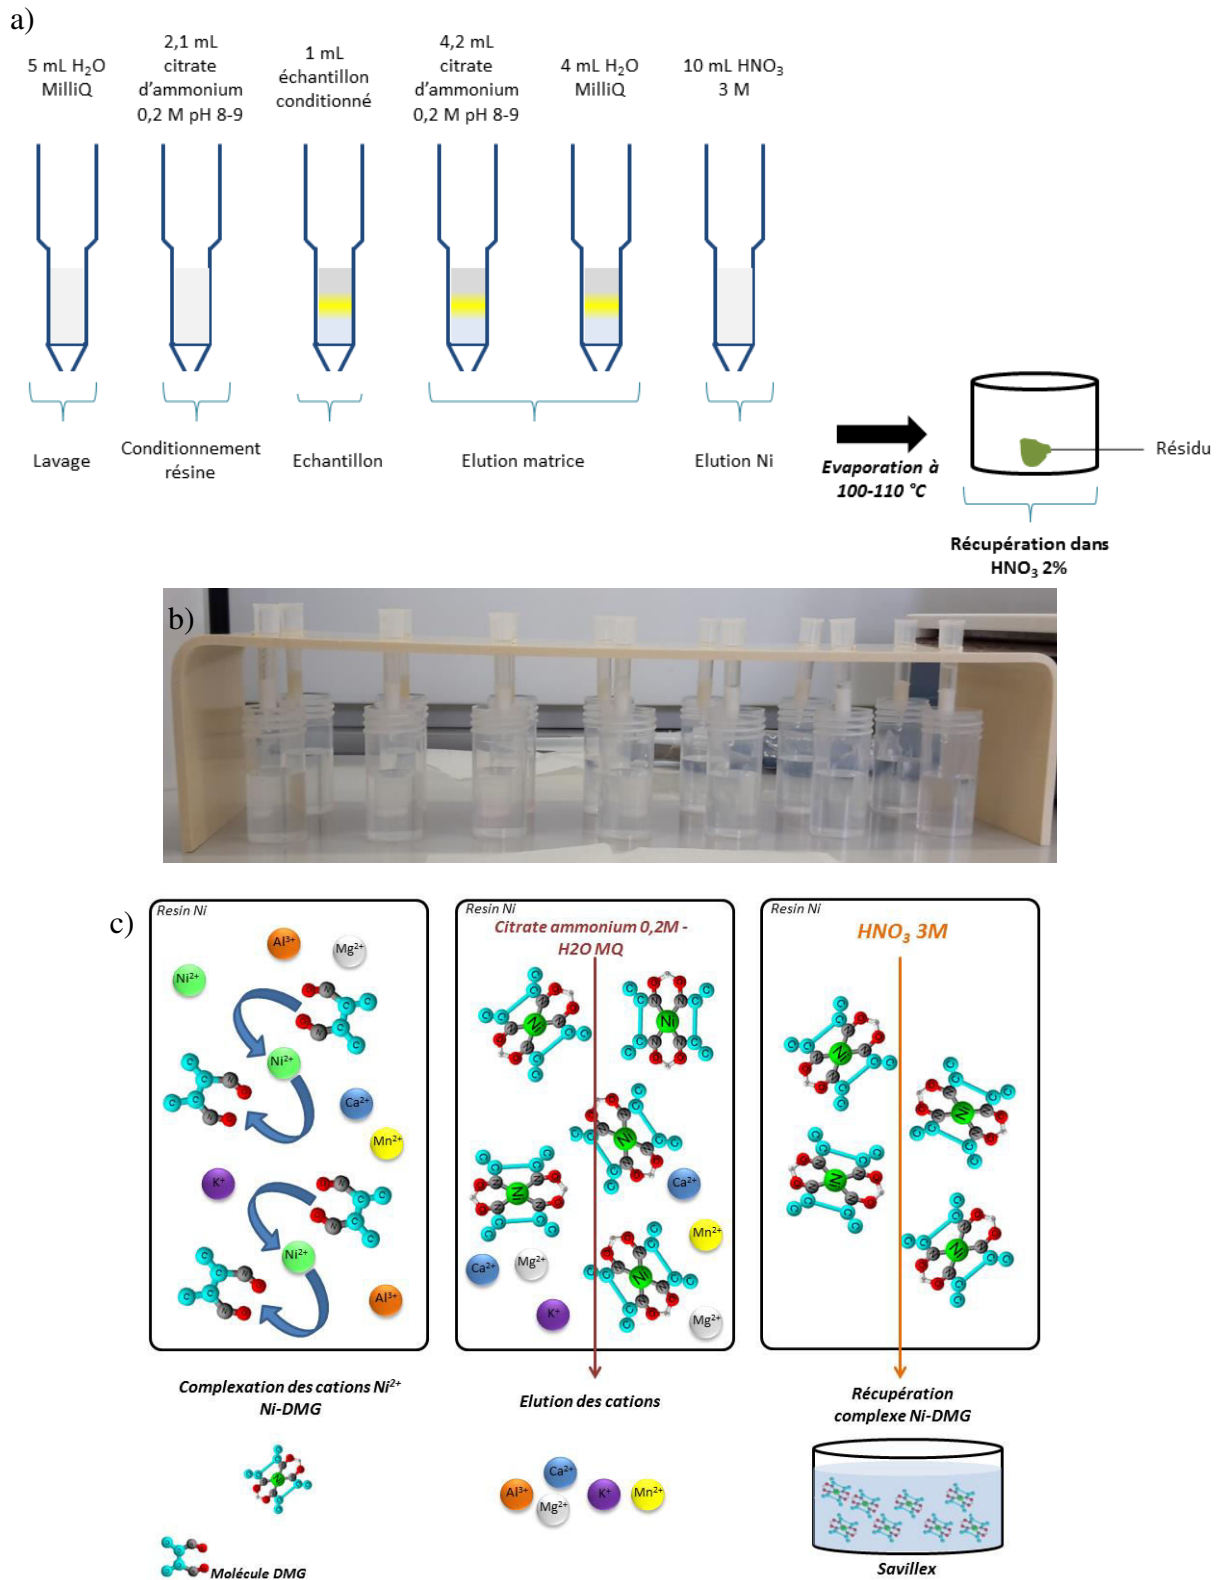 a)
5 mL H₂O
MilliQ
2,1 mL
citrate
d'ammonium
0,2 M pH 8-9
1 mL
échantillon
conditionné
4,2 mL
citrate
d'ammonium
0,2 M pH 8-9
4 mL H₂O
MilliQ
10 mL HNO₃
3 M
Lavage
Conditionnement
résine
Echantillon
Elution matrice
Elution Ni
Evaporation à
100-110 °C
Résidu
Récupération dans
HNO₃ 2%
b)
c)
Resin Ni
Al³⁺
Mg²⁺
Ni²⁺
Ni²⁺
Ca²⁺
Mn²⁺
K⁺
Ni²⁺
Al³⁺
Resin Ni
Citrate ammonium 0,2M -
H2O MQ
Ca²⁺
Mn²⁺
Ca²⁺
Mg²⁺
K⁺
Mg²⁺
Resin Ni
HNO₃ 3M
Complexation des cations Ni²⁺
Ni-DMG
Elution des cations
Récupération
complexe Ni-DMG
Al³⁺
Ca²⁺
Mg²⁺
K⁺
Mn²⁺
Molécule DMG
Savillex